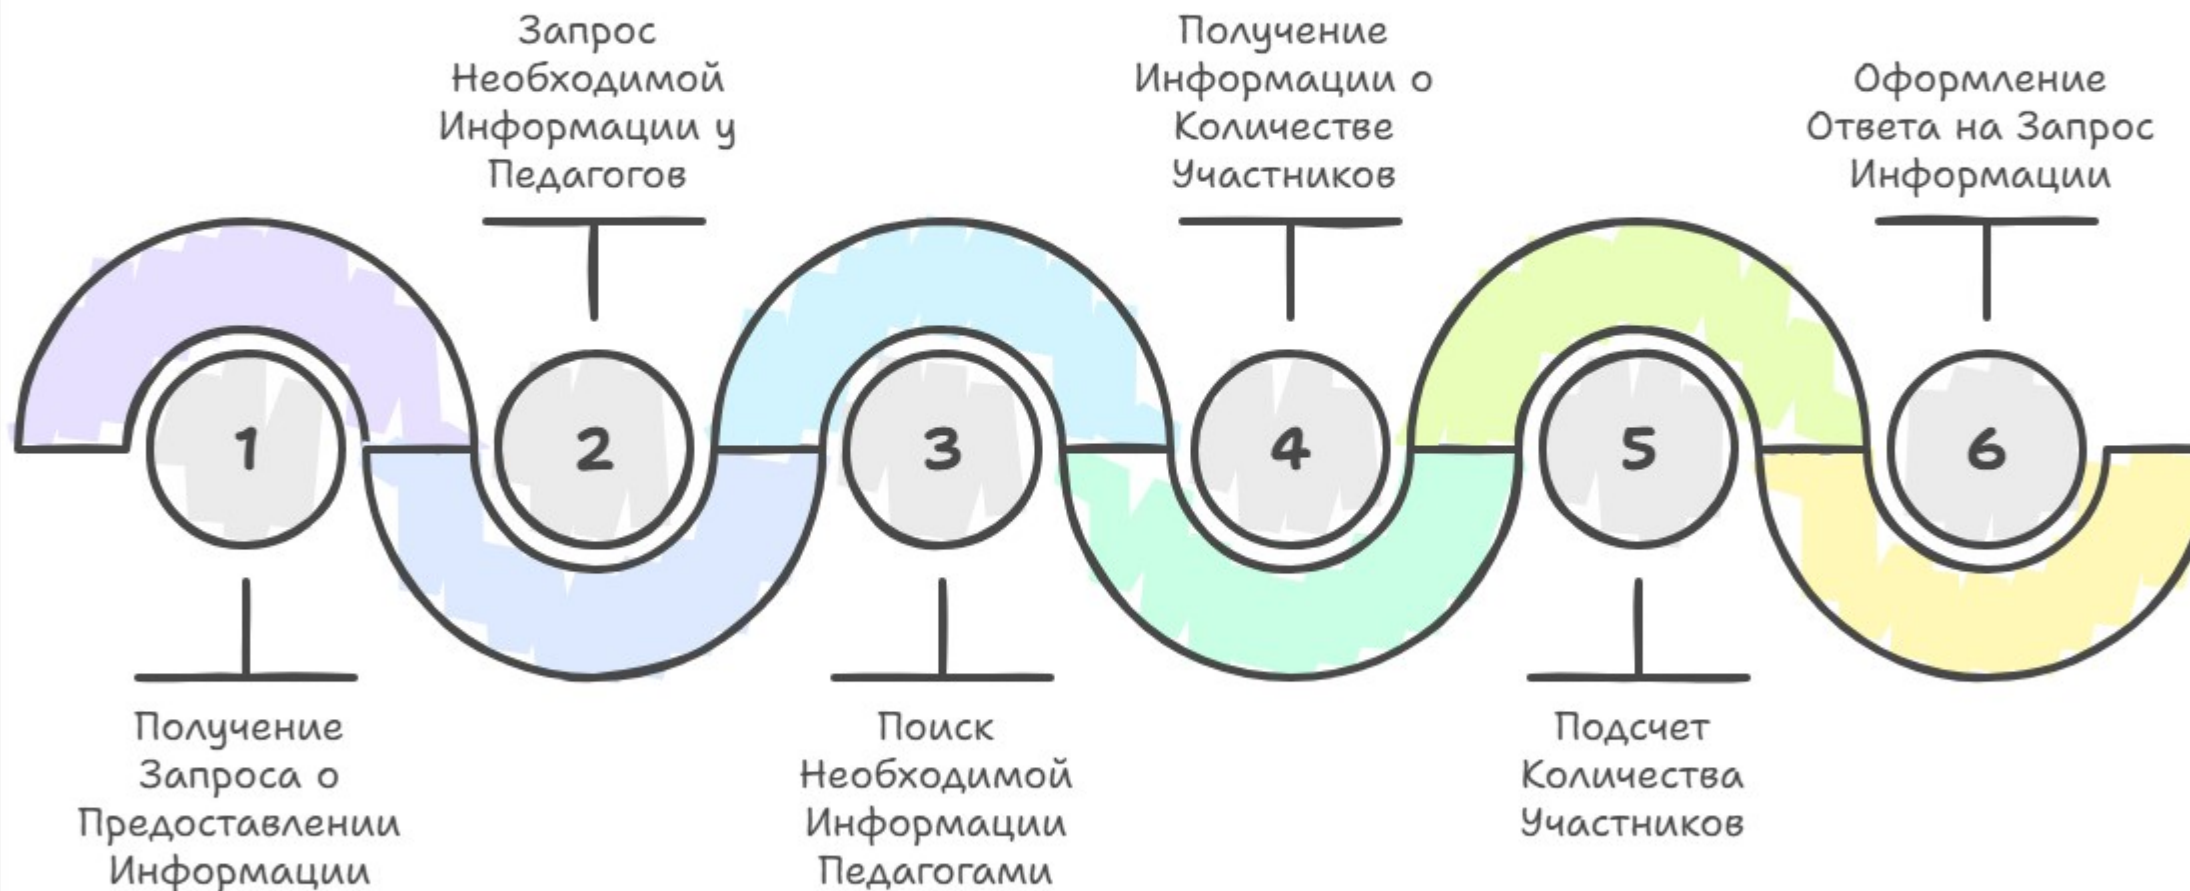 Запрос
Необходимой
Информации у
Педагогов
Получение
Информации о
Количестве
Участников
Оформление
Ответа на Запрос
Информации
1
2
3
4
5
6
Получение
Запроса о
Предоставлении
Информации
Поиск
Необходимой
Информации
Педагогами
Подсчет
Количества
Участников